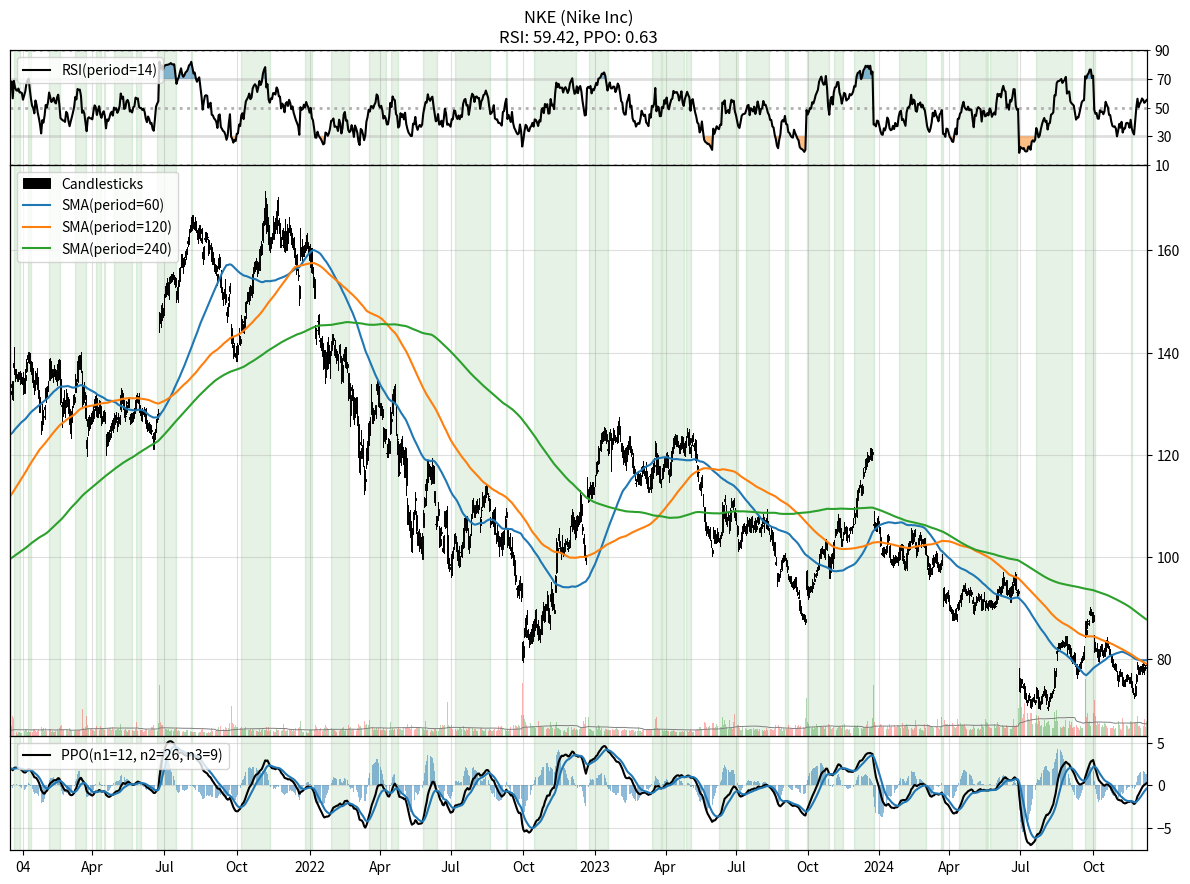 NKE (Nike Inc)
RSI: 59.42, PPO: 0.63
RSI(period=14)
90
70
50
30
10
Candlesticks
SMA(period=60)
SMA(period=120)
SMA(period=240)
160
140
120
100
80
PPO(n1=12, n2=26, n3=9)
5
0
−5
04 Apr Jul Oct 2022 Apr Jul Oct 2023 Apr Jul Oct 2024 Apr Jul Oct